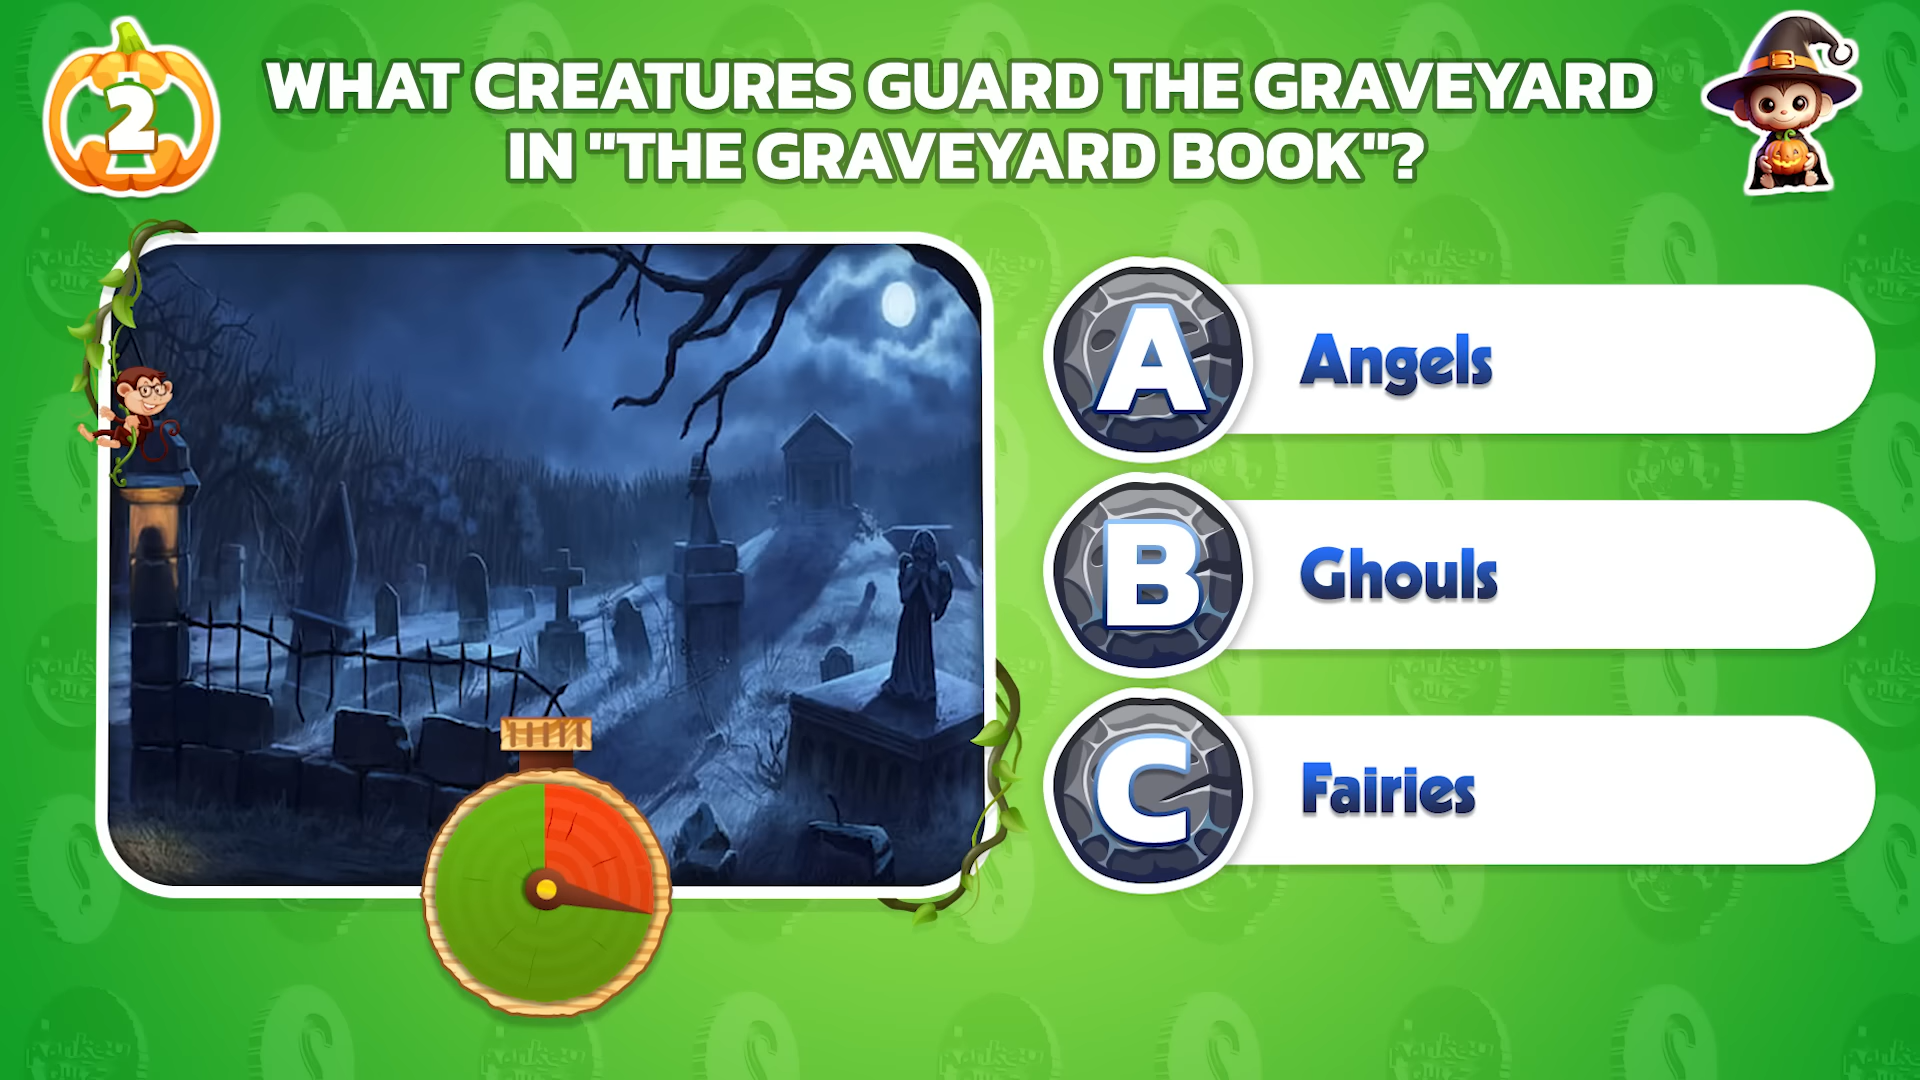 2
WHAT CREATURES GUARD THE GRAVEYARD
IN "THE GRAVEYARD BOOK"?
A Angels
B Ghouls
C Fairies